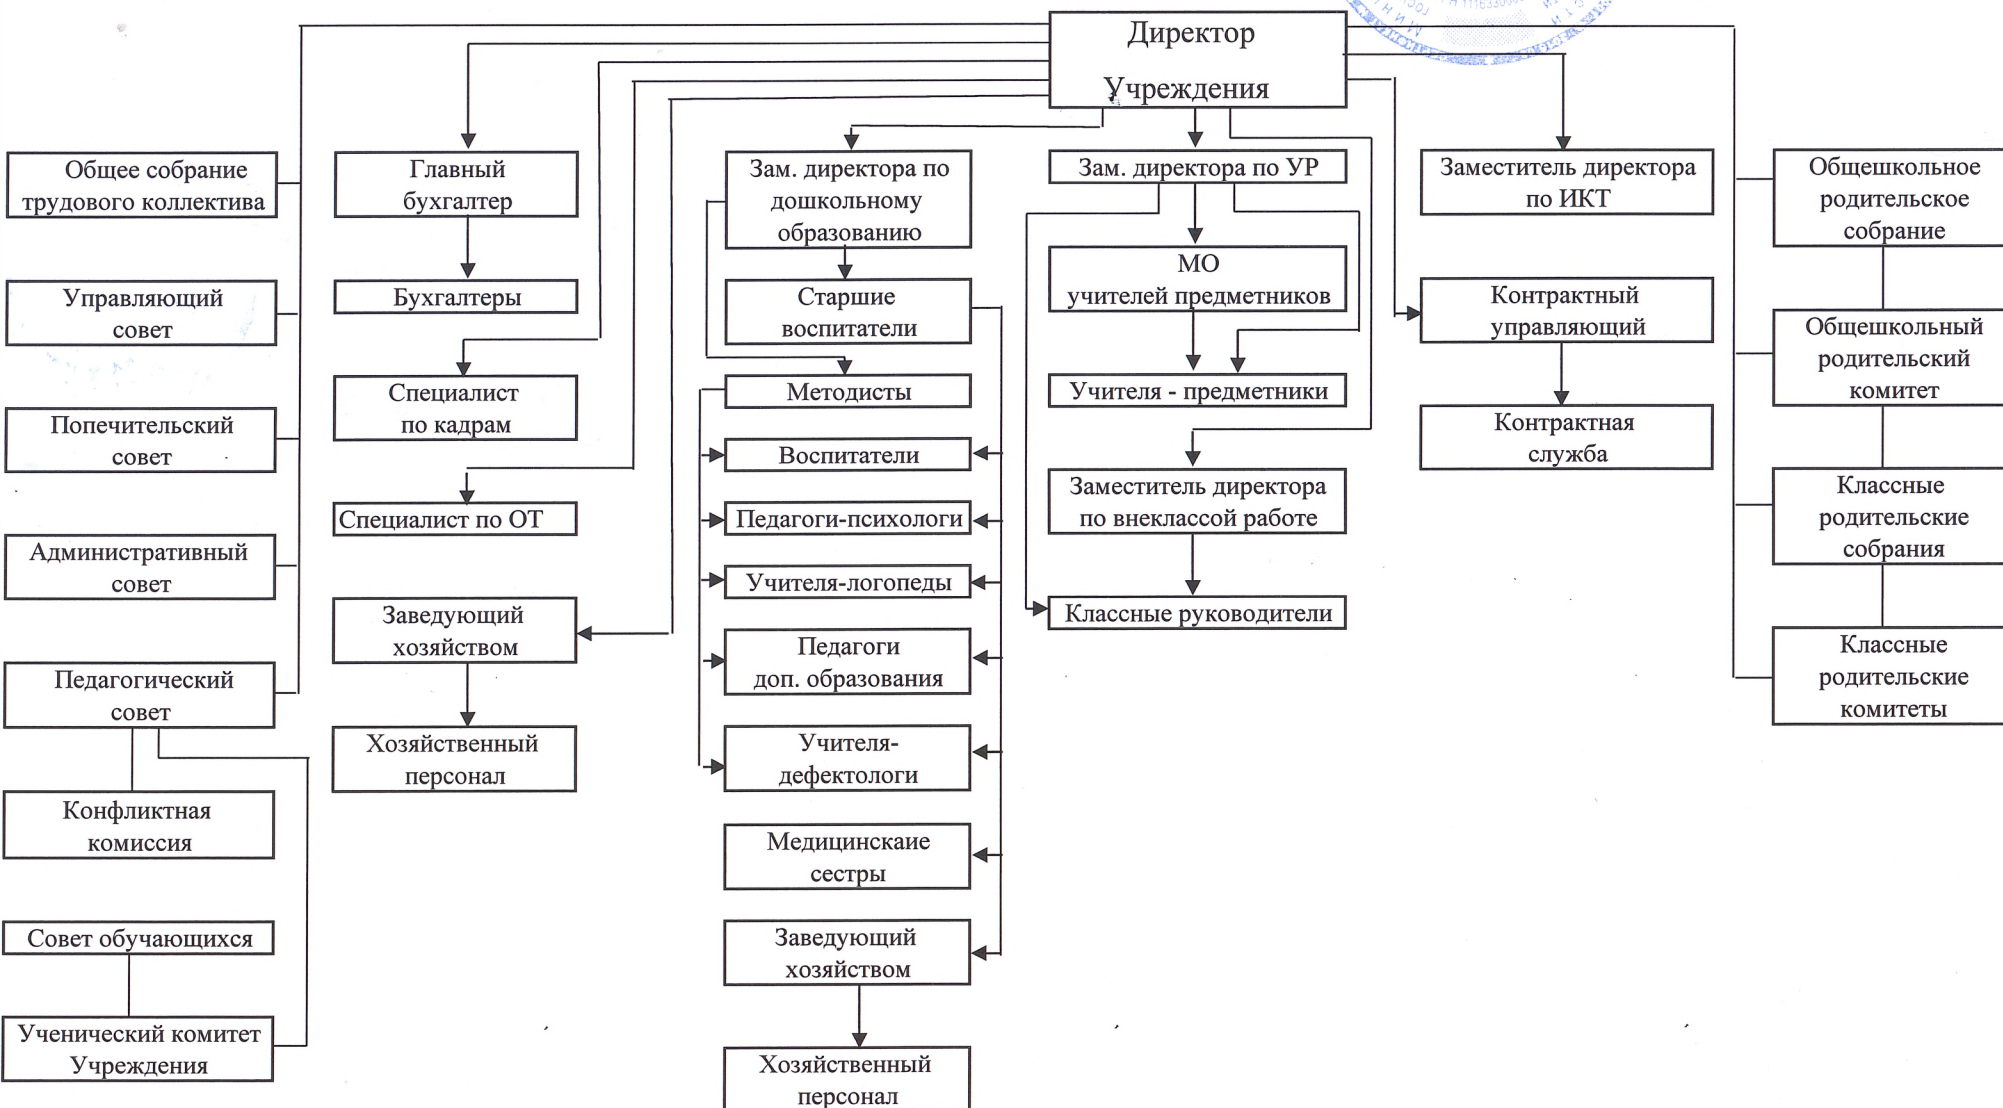 Директор
Учреждения
Общее собрание
трудового коллектива
Управляющий
совет
Попечительский
совет
Административный
совет
Педагогический
совет
Конфликтная
комиссия
Совет обучающихся
Ученический комитет
Учреждения
Главный
бухгалтер
Бухгалтеры
Специалист
по кадрам
Специалист по ОТ
Заведующий
хозяйством
Хозяйственный
персонал
Зам. директора по
дошкольному
образованию
Старшие
воспитатели
Методисты
Воспитатели
Педагоги-психологи
Учителя-логопеды
Педагоги
доп. образования
Учителя-
дефектологи
Медицинскаие
сестры
Заведующий
хозяйством
Хозяйственный
персонал
Зам. директора по УР
МО
учителей предметников
Учителя - предметники
Заместитель директора
по внеклассой работе
Классные руководители
Заместитель директора
по ИКТ
Контрактный
управляющий
Контрактная
служба
Общешкольное
родительское
собрание
Общешкольный
родительский
комитет
Классные
родительские
собрания
Классные
родительские
комитеты